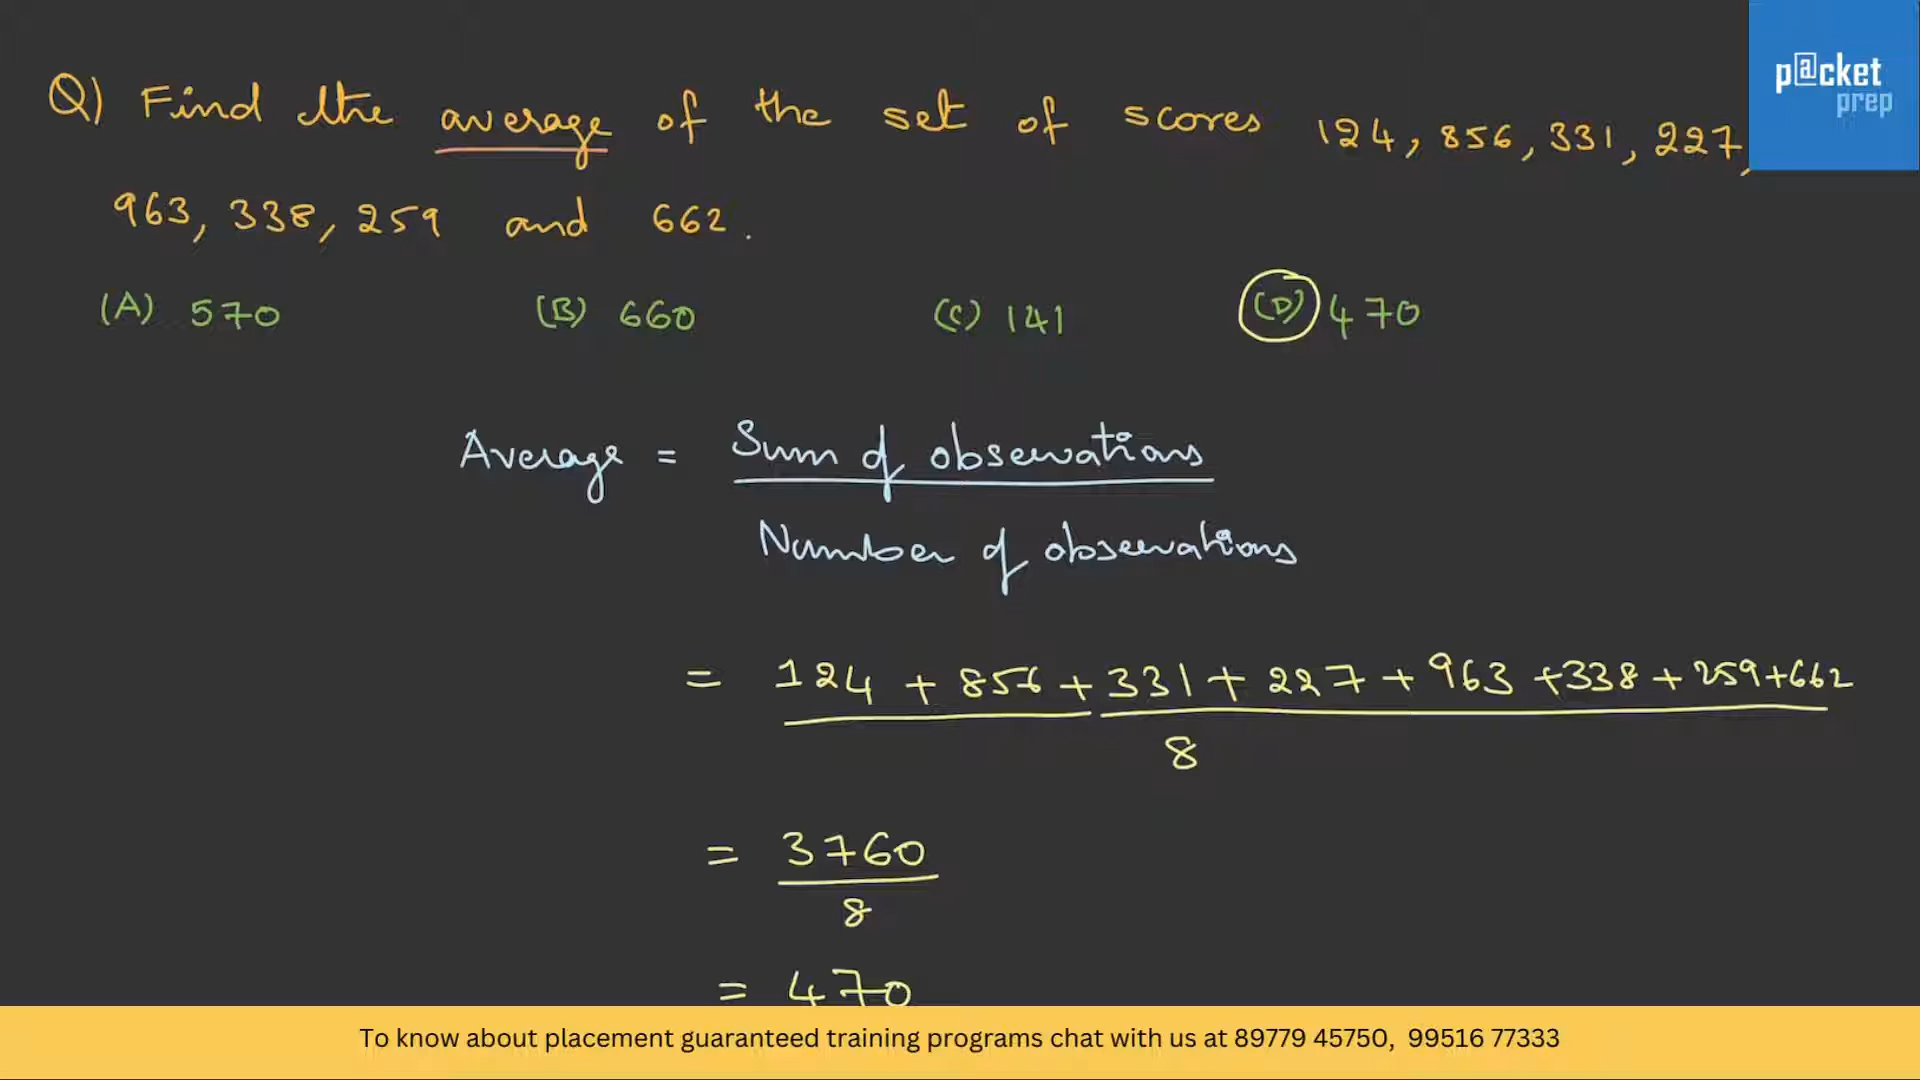 p@cket
prep
Q) Find the average of the set of scores 124, 856, 331, 227,
963, 338, 259 and 662.
(A) 570 (B) 660 (C) 141 (D) 470
Average = Sum of observations
Number of observations
= 124 + 856 + 331 + 227 + 963 + 338 + 259 + 662
8
= 3760
8
= 470
To know about placement guaranteed training programs chat with us at 89779 45750, 99516 77333